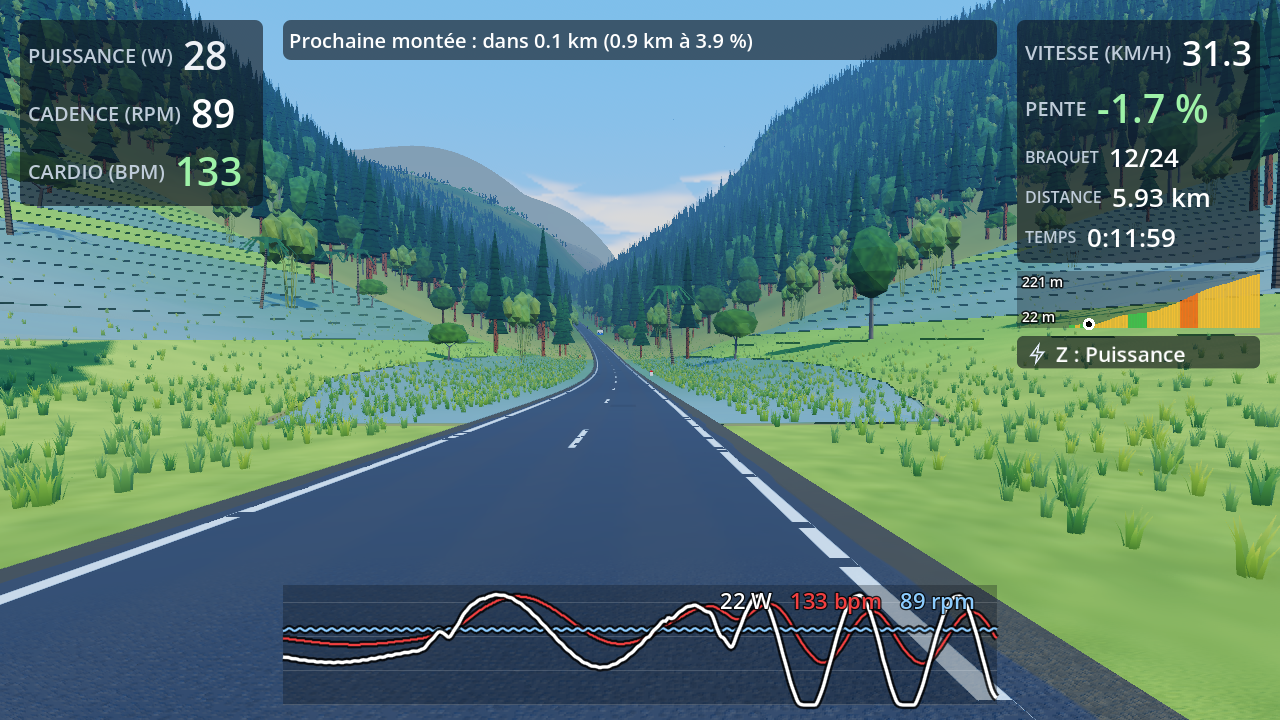 PUISSANCE (W) 28
CADENCE (RPM) 89
CARDIO (BPM) 133
Prochaine montée : dans 0.1 km (0.9 km à 3.9 %)
VITESSE (KM/H) 31.3
PENTE -1.7 %
BRAQUET 12/24
DISTANCE 5.93 km
TEMPS 0:11:59
221 m
22 m
Z : Puissance
22 W 133 bpm 89 rpm